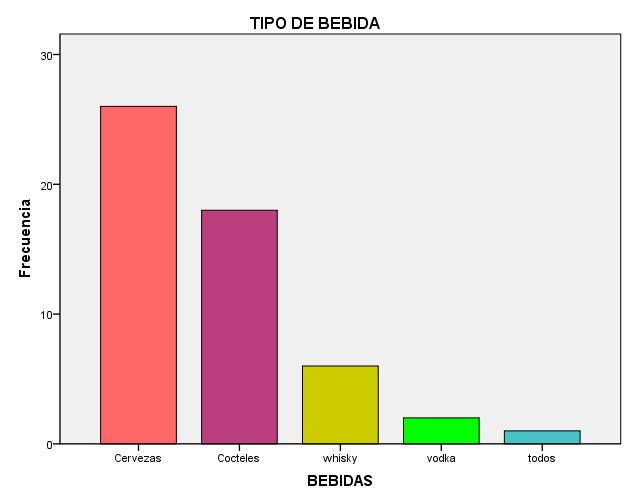 TIPO DE BEBIDA
30
20
10
0
Frecuencia
Cervezas Cocteles whisky vodka todos
BEBIDAS